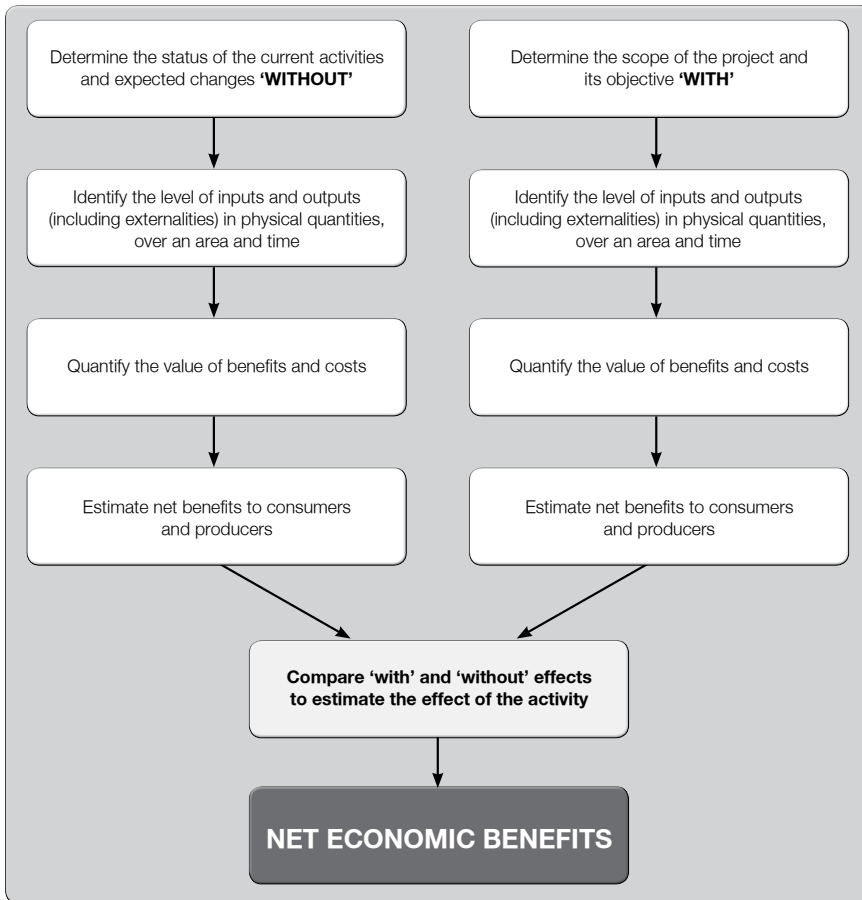 Determine the status of the current activities
and expected changes ‘WITHOUT’
Determine the scope of the project and
its objective ‘WITH’
Identify the level of inputs and outputs
(including externalities) in physical quantities,
over an area and time
Identify the level of inputs and outputs
(including externalities) in physical quantities,
over an area and time
Quantify the value of benefits and costs
Quantify the value of benefits and costs
Estimate net benefits to consumers
and producers
Estimate net benefits to consumers
and producers
Compare ‘with’ and ‘without’ effects
to estimate the effect of the activity
NET ECONOMIC BENEFITS